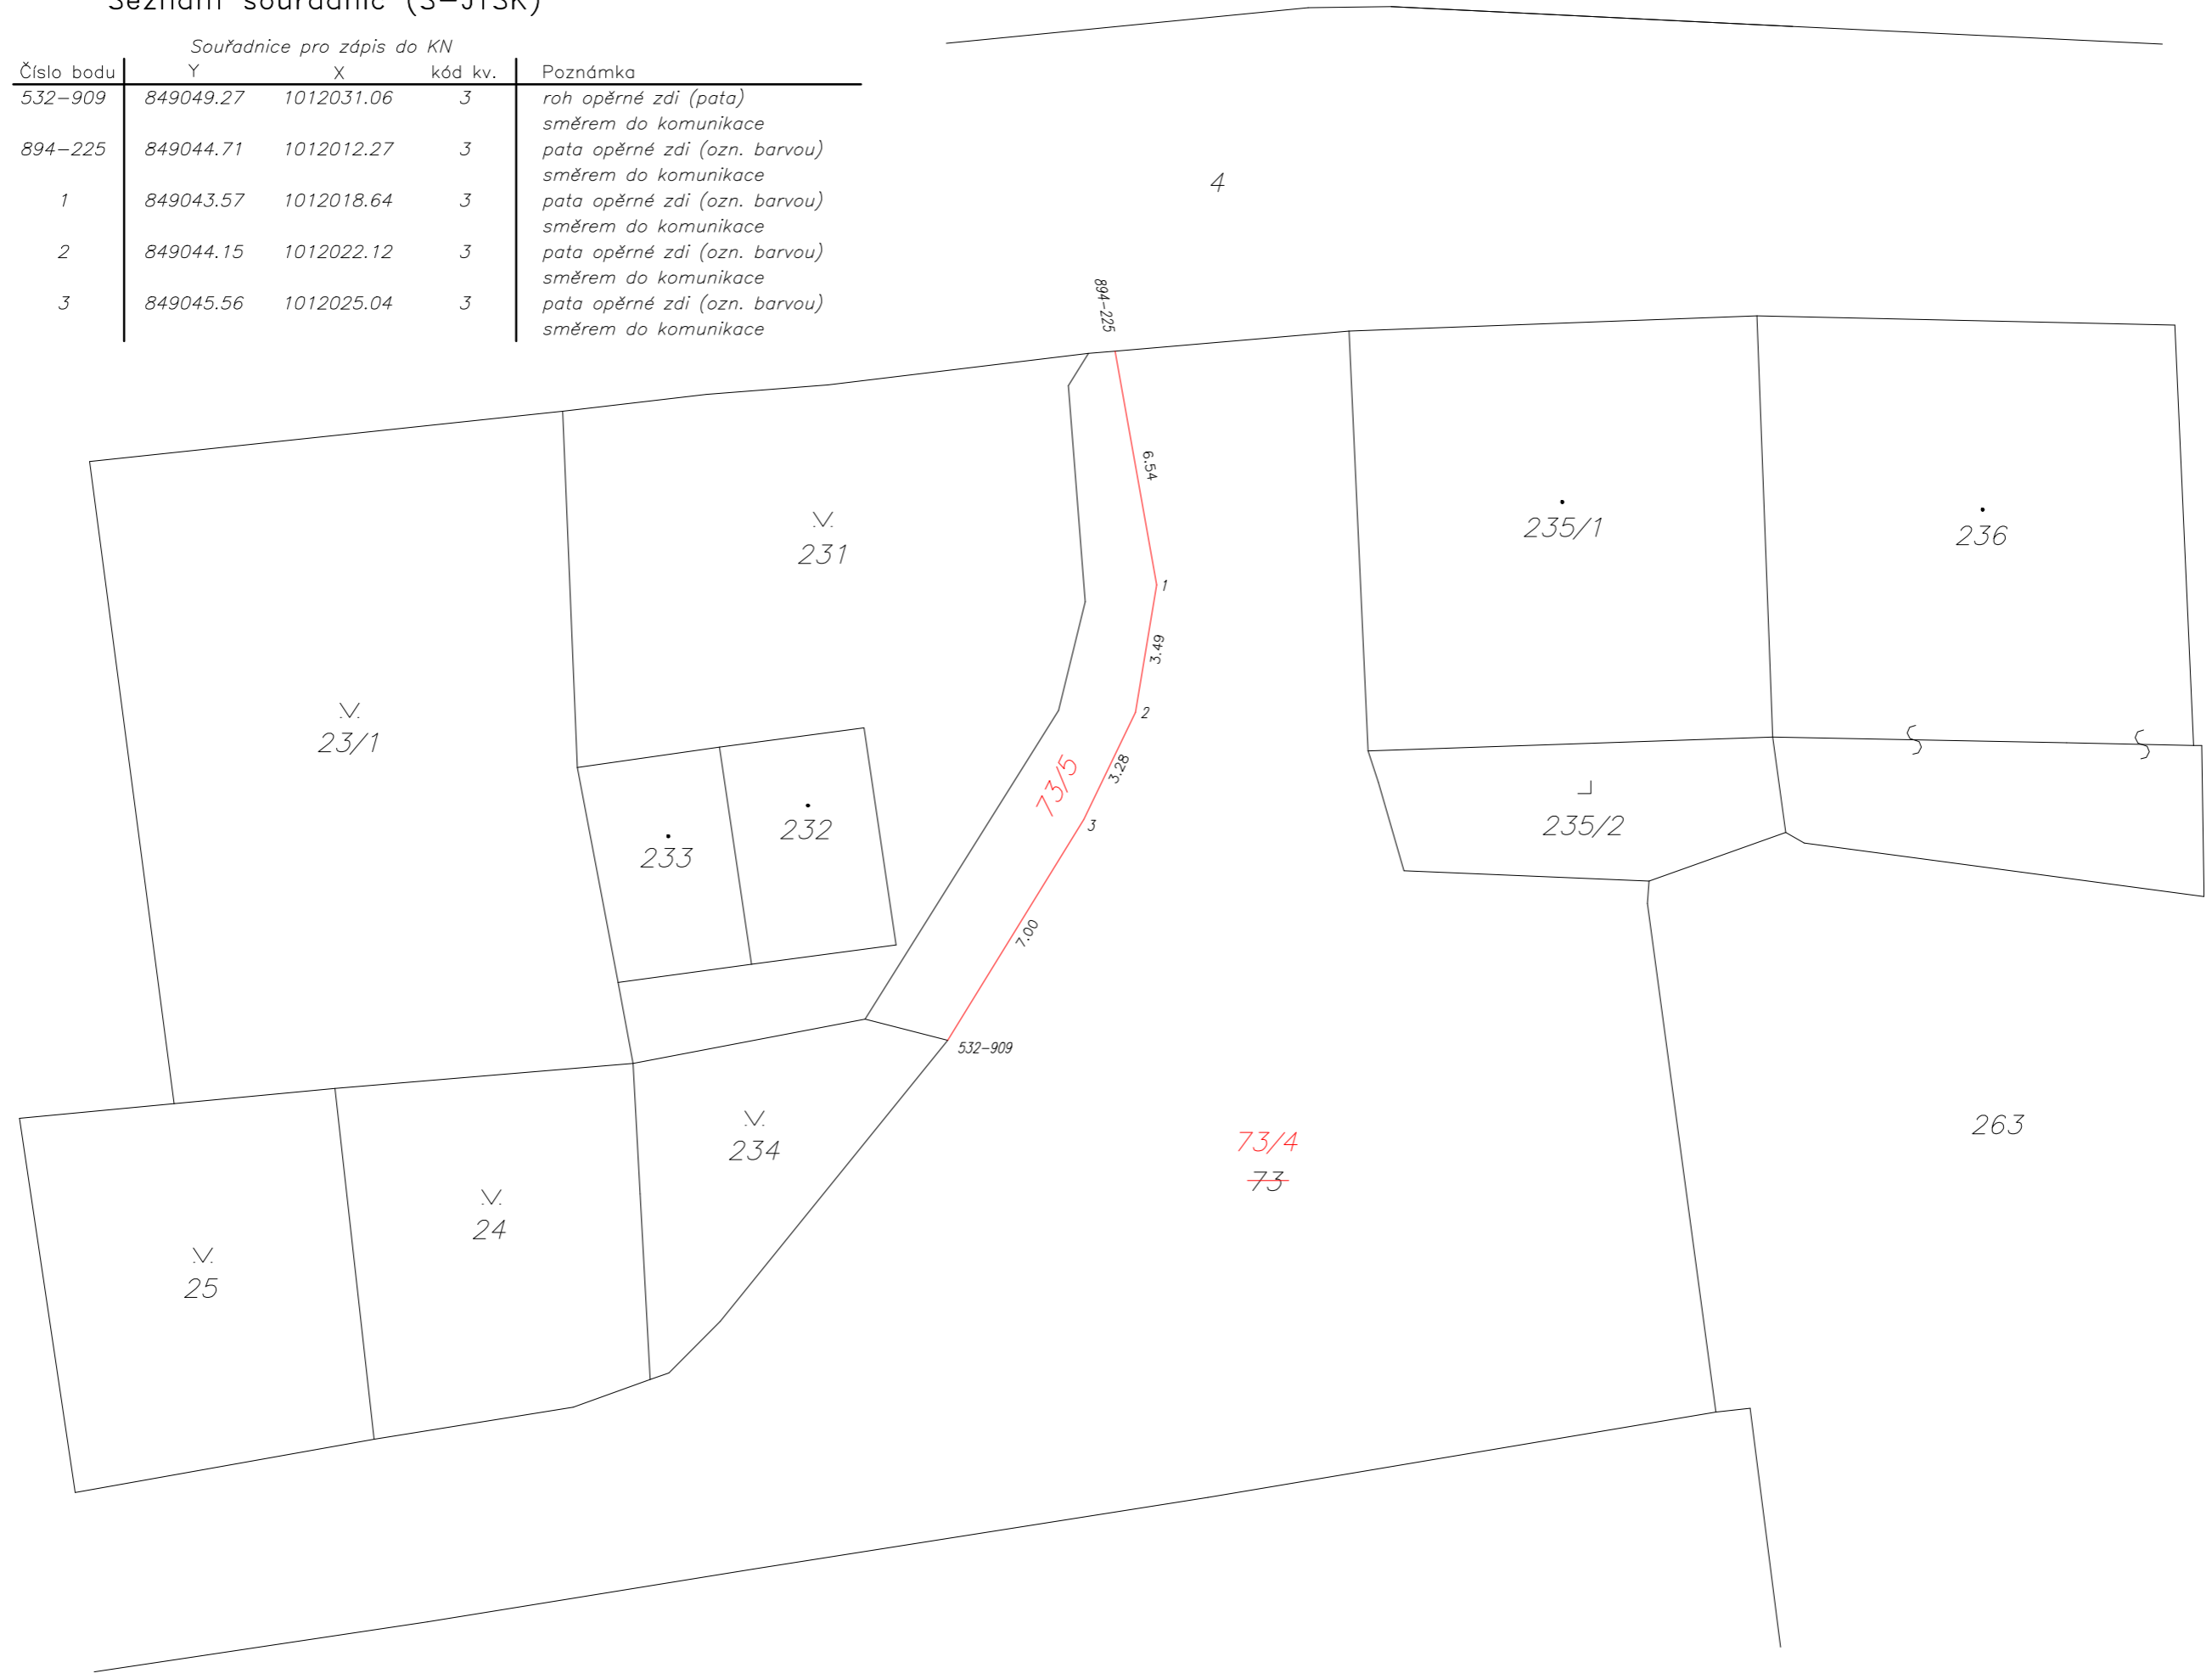 Seznam souřadnic (S-JTSK)
Souřadnice pro zápis do KN
Číslo bodu Y X kód kv. Poznámka
532-909 849049.27 1012031.06 3 roh opěrné zdi (pata)
směrem do komunikace
894-225 849044.71 1012012.27 3 pata opěrné zdi (ozn. barvou)
směrem do komunikace
1 849043.57 1012018.64 3 pata opěrné zdi (ozn. barvou)
směrem do komunikace
2 849044.15 1012022.12 3 pata opěrné zdi (ozn. barvou)
směrem do komunikace
3 849045.56 1012025.04 3 pata opěrné zdi (ozn. barvou)
směrem do komunikace
4
894-225
6.54
235/1
236
231
1
3.49
2
23/1
3.28
73/5
3
235/2
232
233
7.00
532-909
263
73/4
73
234
24
25